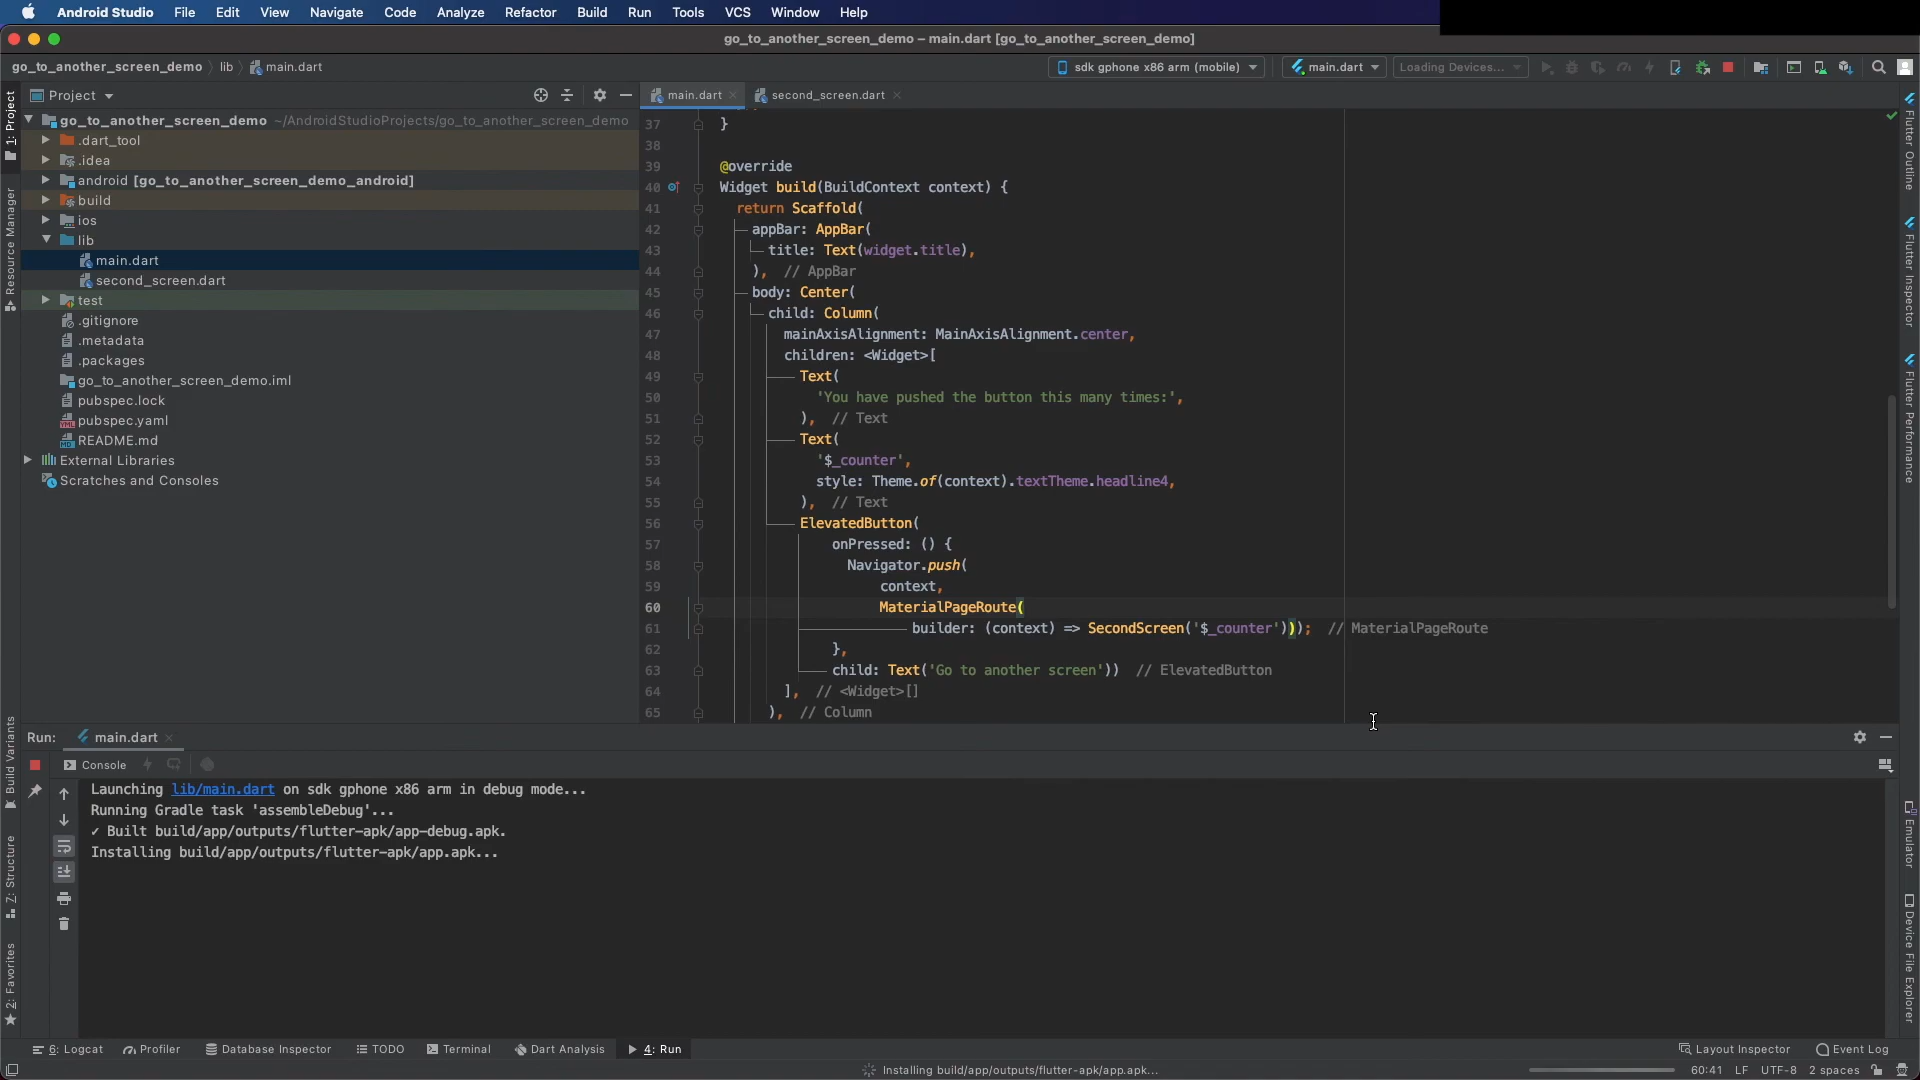 Android Studio File Edit View Navigate Code Analyze Refactor Build Run Tools VCS Window Help
go_to_another_screen_demo – main.dart [go_to_another_screen_demo]
go_to_another_screen_demo lib main.dart
sdk gphone x86 arm (mobile) main.dart Loading Devices...
Project
main.dart second_screen.dart
go_to_another_screen_demo ~/AndroidStudioProjects/go_to_another_screen_demo
.dart_tool
.idea
android [go_to_another_screen_demo_android]
build
ios
lib
main.dart
second_screen.dart
test
.gitignore
.metadata
.packages
go_to_another_screen_demo.iml
pubspec.lock
pubspec.yaml
README.md
External Libraries
Scratches and Consoles
1: Project
Resource Manager
Build Variants
Z: Structure
2: Favorites
37 }
38
39 @override
40 Widget build(BuildContext context) {
41 return Scaffold(
42 appBar: AppBar(
43 title: Text(widget.title),
44 ), // AppBar
45 body: Center(
46 child: Column(
47 mainAxisAlignment: MainAxisAlignment.center,
48 children: <Widget>[
49 Text(
50 'You have pushed the button this many times:',
51 ), // Text
52 Text(
53 '$_counter',
54 style: Theme.of(context).textTheme.headline4,
55 ), // Text
56 ElevatedButton(
57 onPressed: () {
58 Navigator.push(
59 context,
60 MaterialPageRoute(
61 builder: (context) => SecondScreen('$_counter'))); // MaterialPageRoute
62 },
63 child: Text('Go to another screen')) // ElevatedButton
64 ], // <Widget>[]
65 ), // Column
Flutter Outline
Flutter Inspector
Flutter Performance
Emulator
Device File Explorer
Run: main.dart
Console
Launching lib/main.dart on sdk gphone x86 arm in debug mode...
Running Gradle task 'assembleDebug'...
✓ Built build/app/outputs/flutter-apk/app-debug.apk.
Installing build/app/outputs/flutter-apk/app.apk...
6: Logcat Profiler Database Inspector TODO Terminal Dart Analysis 4: Run Layout Inspector Event Log
Installing build/app/outputs/flutter-apk/app.apk... 60:41 LF UTF-8 2 spaces